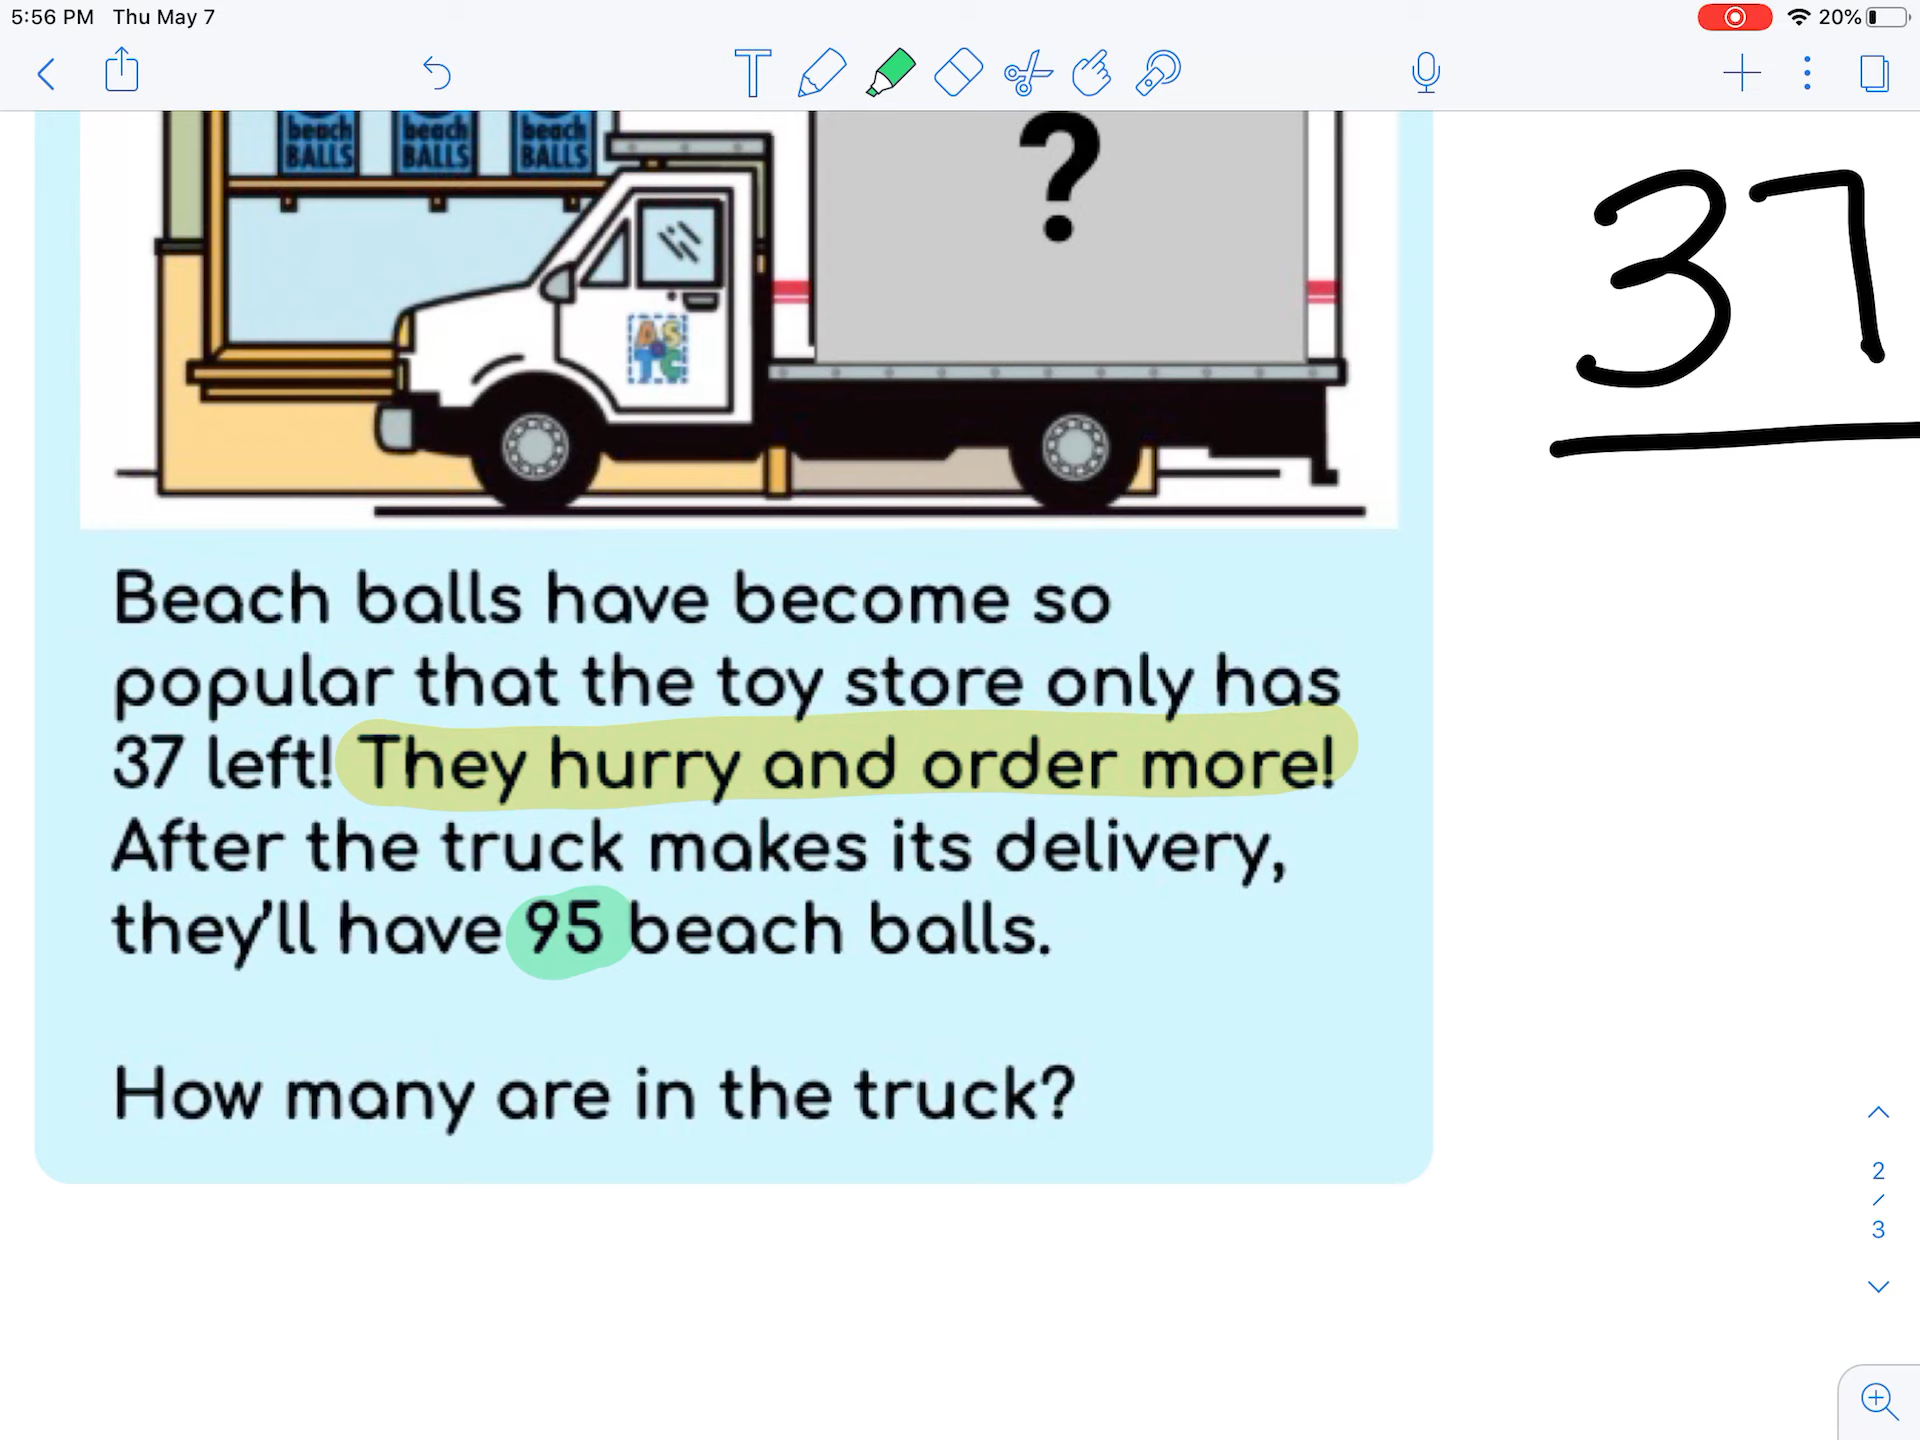 5:56 PM Thu May 7
20%
T
beach BALLS beach BALLS beach BALLS
?
37
A S T C
Beach balls have become so
popular that the toy store only has
37 left! They hurry and order more!
After the truck makes its delivery,
they'll have 95 beach balls.
How many are in the truck?
2
/
3